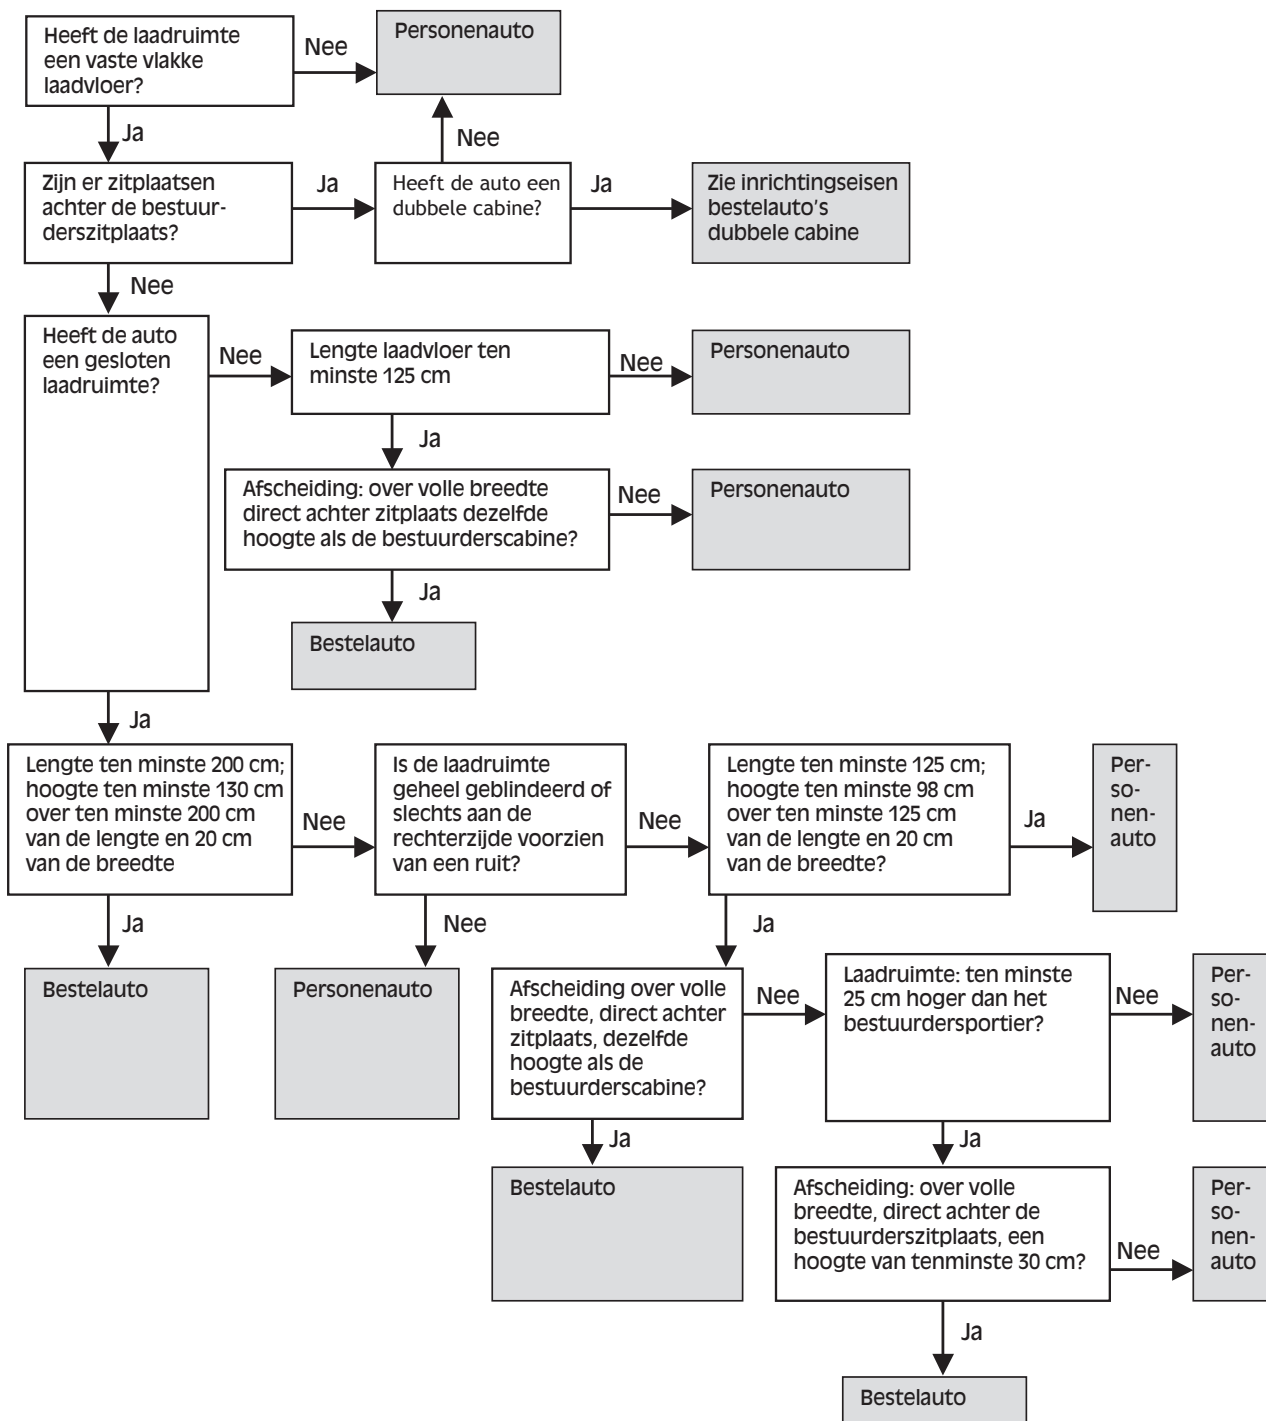 Heeft de laadruimte
een vaste vlakke
laadvloer?
Nee
Personenauto
Ja
Nee
Zijn er zitplaatsen
achter de bestuur-
derszitplaats?
Ja
Heeft de auto een
dubbele cabine?
Ja
Zie inrichtingseisen
bestelauto's
dubbele cabine
Nee
Heeft de auto
een gesloten
laadruimte?
Nee
Lengte laadvloer ten
minste 125 cm
Nee
Personenauto
Ja
Afscheiding: over volle breedte
direct achter zitplaats dezelfde
hoogte als de bestuurderscabine?
Nee
Personenauto
Ja
Bestelauto
Ja
Lengte ten minste 200 cm;
hoogte ten minste 130 cm
over ten minste 200 cm
van de lengte en 20 cm
van de breedte
Nee
Is de laadruimte
geheel geblindeerd of
slechts aan de
rechterzijde voorzien
van een ruit?
Nee
Lengte ten minste 125 cm;
hoogte ten minste 98 cm
over ten minste 125 cm
van de lengte en 20 cm
van de breedte?
Ja
Per-
so-
nen-
auto
Ja
Nee
Ja
Bestelauto
Personenauto
Afscheiding over volle
breedte, direct achter
zitplaats, dezelfde
hoogte als de
bestuurderscabine?
Nee
Laadruimte: ten minste
25 cm hoger dan het
bestuurdersportier?
Nee
Per-
so-
nen-
auto
Ja
Ja
Bestelauto
Afscheiding: over volle
breedte, direct achter de
bestuurderszitplaats, een
hoogte van tenminste 30 cm?
Nee
Per-
so-
nen-
auto
Ja
Bestelauto